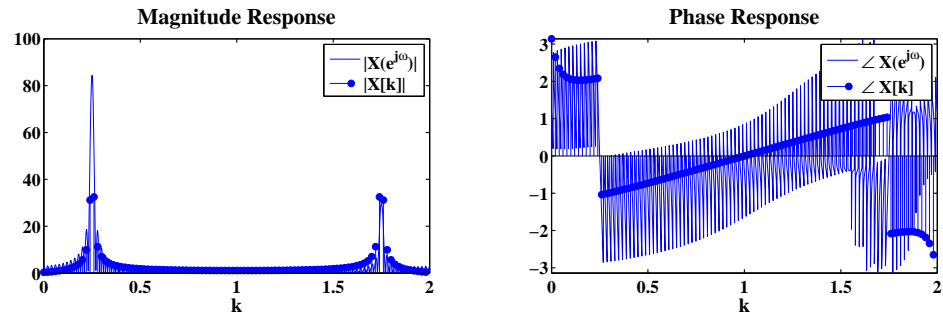 Magnitude Response
100
80
60
40
20
0
0
0.5
1
1.5
2
k
|X(e^{jω})|
|X[k]|
Phase Response
3
2
1
0
−1
−2
−3
0
0.5
1
1.5
2
k
∠ X(e^{jω})
∠ X[k]